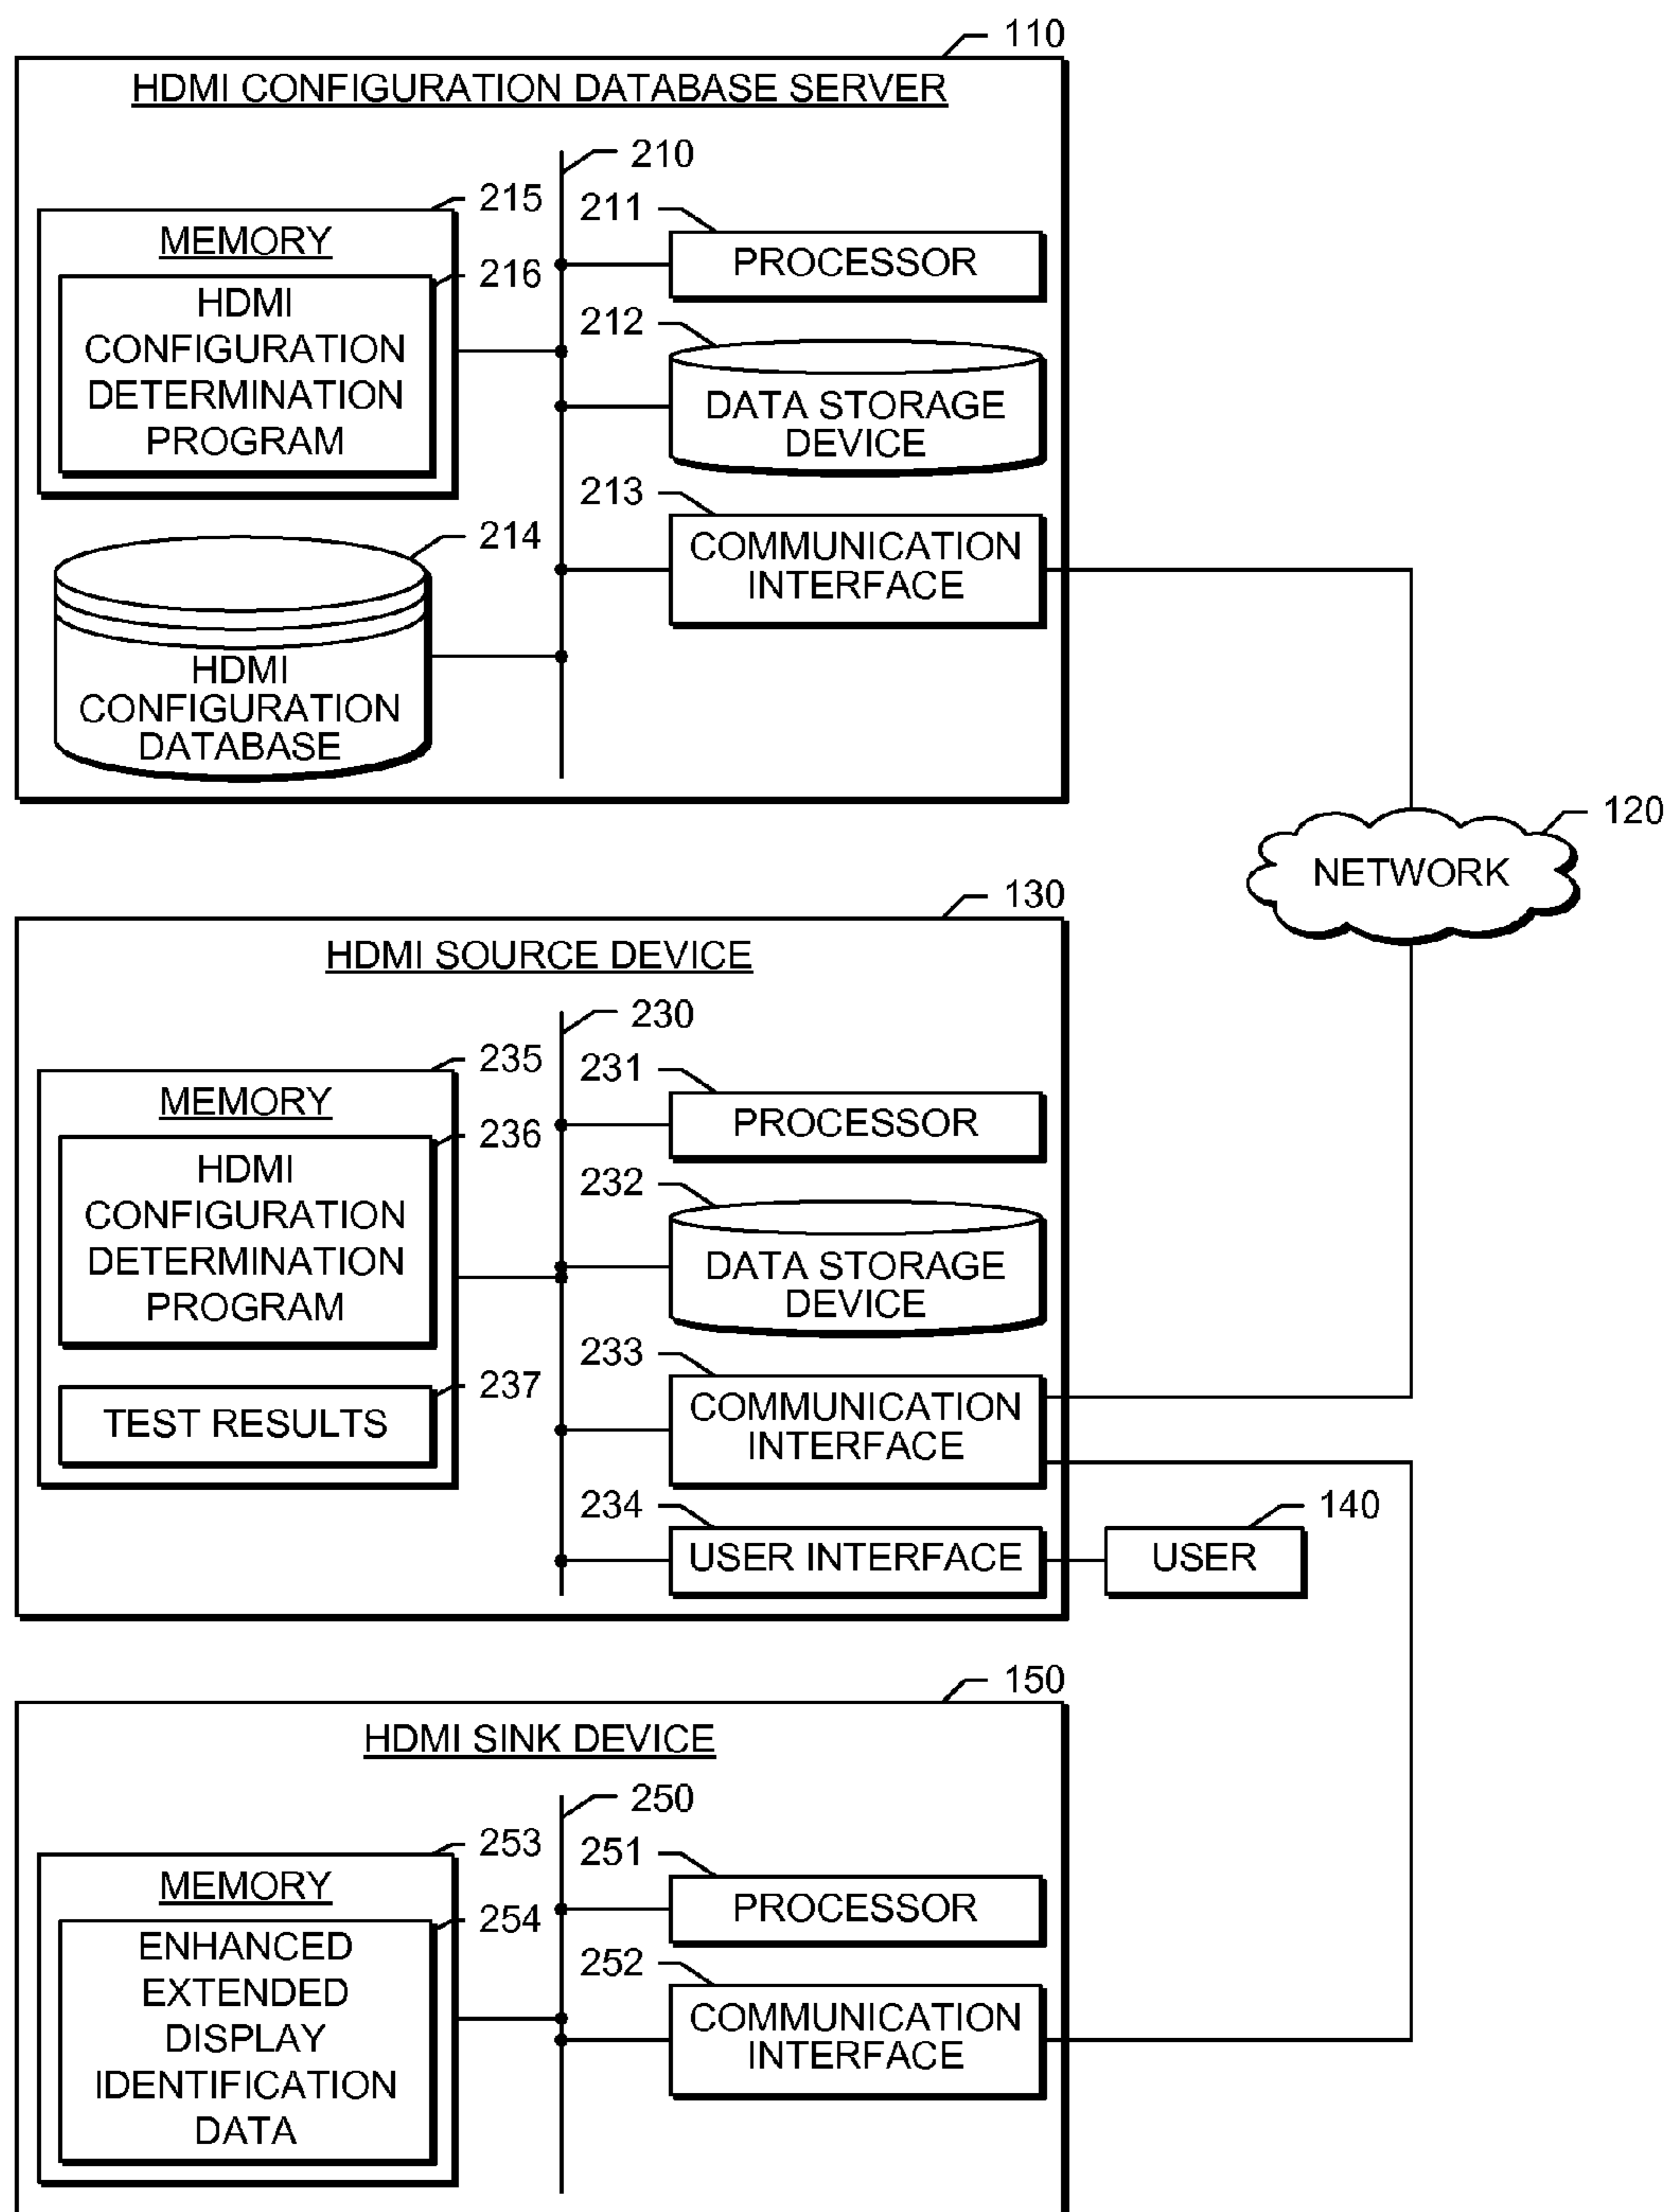 110
HDMI CONFIGURATION DATABASE SERVER
210
215
211
MEMORY
PROCESSOR
216
HDMI
CONFIGURATION
DETERMINATION
PROGRAM
212
DATA STORAGE
DEVICE
213
COMMUNICATION
INTERFACE
214
HDMI
CONFIGURATION
DATABASE
120
NETWORK
130
HDMI SOURCE DEVICE
230
235
231
MEMORY
PROCESSOR
236
HDMI
CONFIGURATION
DETERMINATION
PROGRAM
232
DATA STORAGE
DEVICE
233
COMMUNICATION
INTERFACE
237
TEST RESULTS
234
USER INTERFACE
140
USER
150
HDMI SINK DEVICE
250
253
251
MEMORY
PROCESSOR
254
ENHANCED
EXTENDED
DISPLAY
IDENTIFICATION
DATA
252
COMMUNICATION
INTERFACE